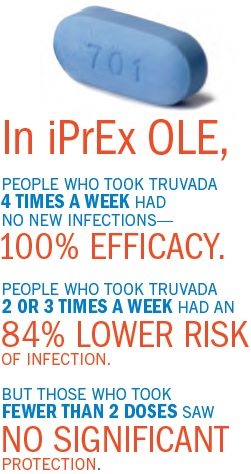 701
In iPrEx OLE,
PEOPLE WHO TOOK TRUVADA
4 TIMES A WEEK HAD
NO NEW INFECTIONS—
100% EFFICACY.
PEOPLE WHO TOOK TRUVADA
2 OR 3 TIMES A WEEK HAD AN
84% LOWER RISK
OF INFECTION.
BUT THOSE WHO TOOK
FEWER THAN 2 DOSES SAW
NO SIGNIFICANT
PROTECTION.